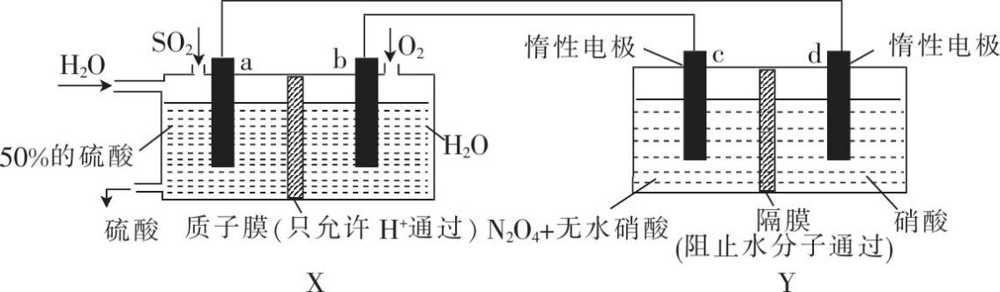 SO₂
a
b
O₂
H₂O
50%的硫酸
H₂O
硫酸
质子膜(只允许H⁺通过)
X
惰性电极
c
d
惰性电极
N₂O₄+无水硝酸
隔膜
(阻止水分子通过)
硝酸
Y